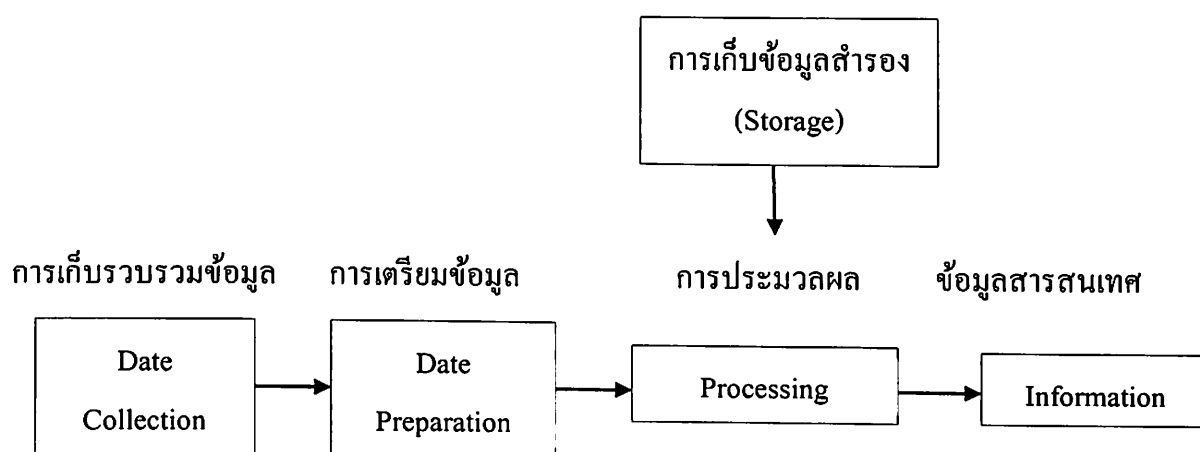 การเก็บข้อมูลสำรอง
(Storage)
การเก็บรวบรวมข้อมูล การเตรียมข้อมูล การประมวลผล ข้อมูลสารสนเทศ
Date Collection
Date Preparation
Processing
Information